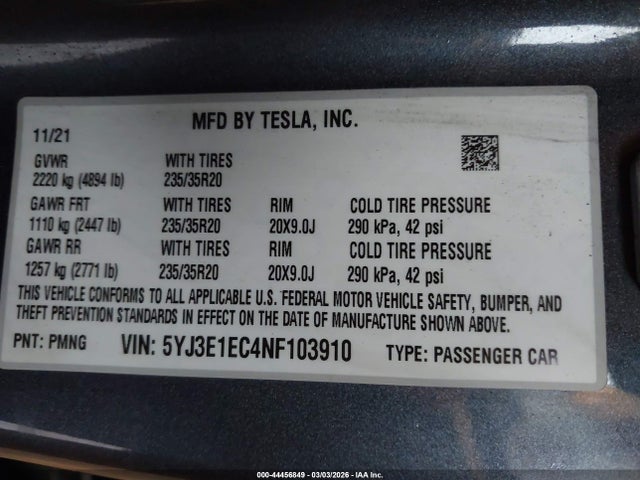 MFD BY TESLA, INC.
11/21
GVWR WITH TIRES
2220 kg (4894 lb) 235/35R20
GAWR FRT WITH TIRES RIM COLD TIRE PRESSURE
1110 kg (2447 lb) 235/35R20 20X9.0J 290 kPa, 42 psi
GAWR RR WITH TIRES RIM COLD TIRE PRESSURE
1257 kg (2771 lb) 235/35R20 20X9.0J 290 kPa, 42 psi
THIS VEHICLE CONFORMS TO ALL APPLICABLE U.S. FEDERAL MOTOR VEHICLE SAFETY, BUMPER, AND
THEFT PREVENTION STANDARDS IN EFFECT ON THE DATE OF MANUFACTURE SHOWN ABOVE.
PNT: PMNG VIN: 5YJ3E1EC4NF103910 TYPE: PASSENGER CAR
000-44456849 - 03/03/2026 - IAA Inc.